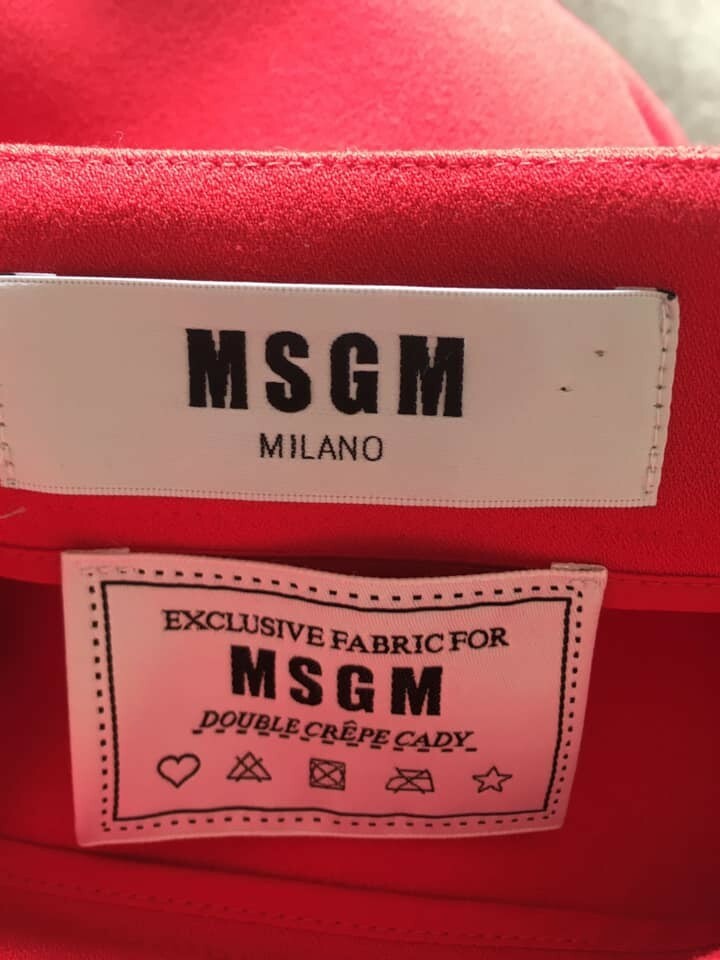 MSGM
MILANO
EXCLUSIVE FABRIC FOR
MSGM
DOUBLE CRÊPE CADY